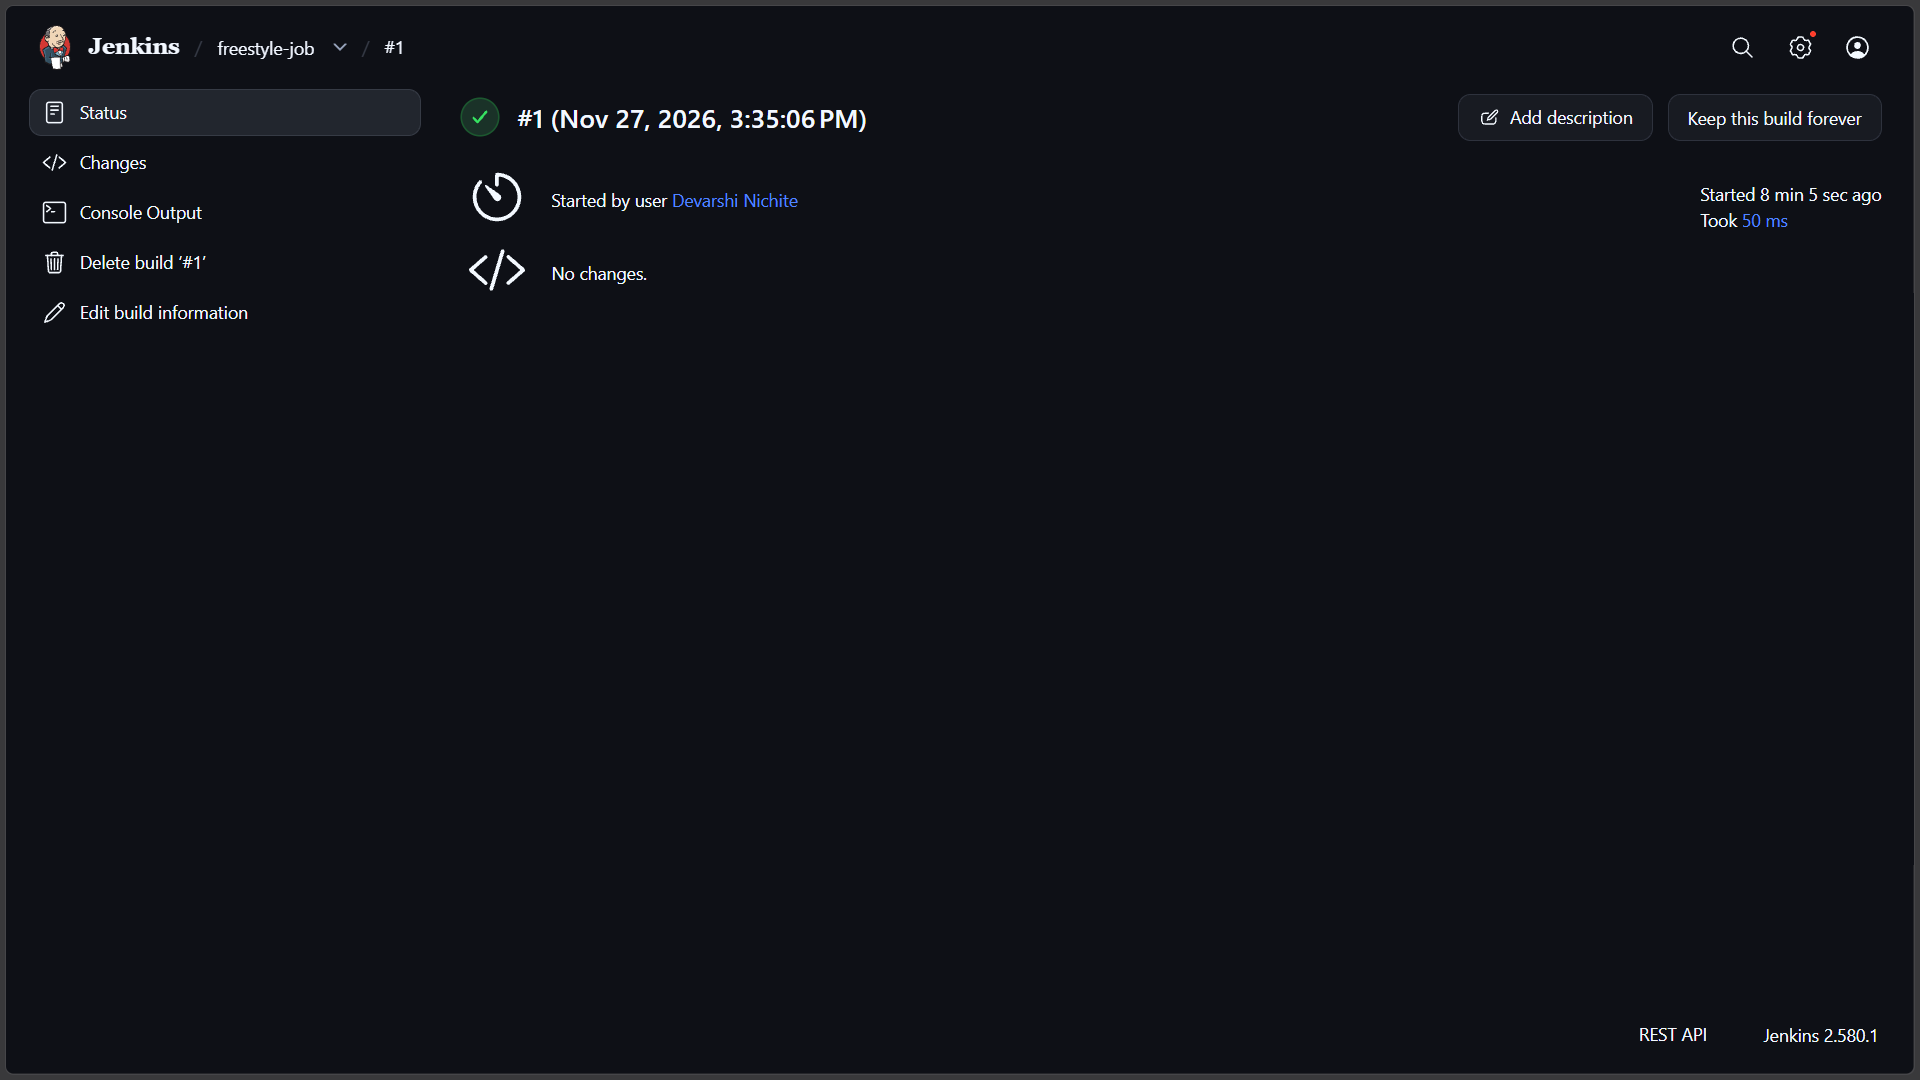 Jenkins / freestyle-job / #1
Status
Changes
Console Output
Delete build ‘#1’
Edit build information
#1 (Nov 27, 2026, 3:35:06 PM)
Add description
Keep this build forever
Started by user Devarshi Nichite
Started 8 min 5 sec ago
Took 50 ms
No changes.
REST API
Jenkins 2.580.1